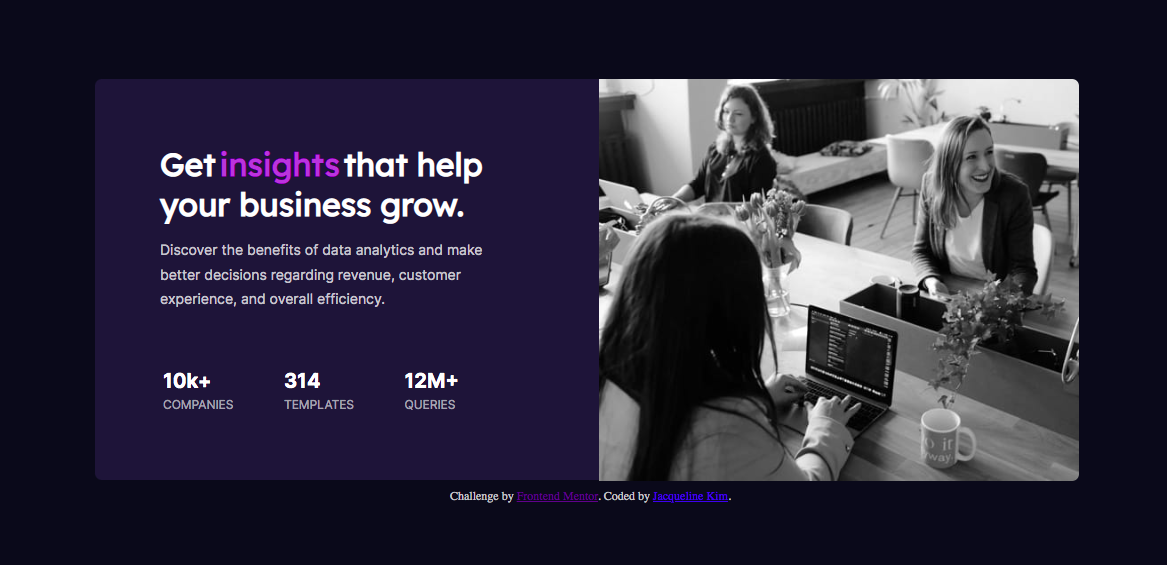 Get insights that help
your business grow.
Discover the benefits of data analytics and make
better decisions regarding revenue, customer
experience, and overall efficiency.
10k+ 314 12M+
COMPANIES TEMPLATES QUERIES
Challenge by Frontend Mentor. Coded by Jacqueline Kim.